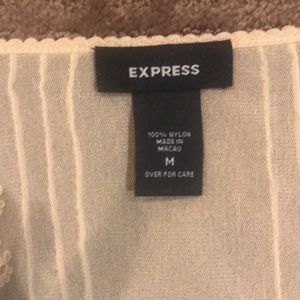 EXPRESS
100% NYLON
MADE IN
MACAU
M
OVER FOR CARE